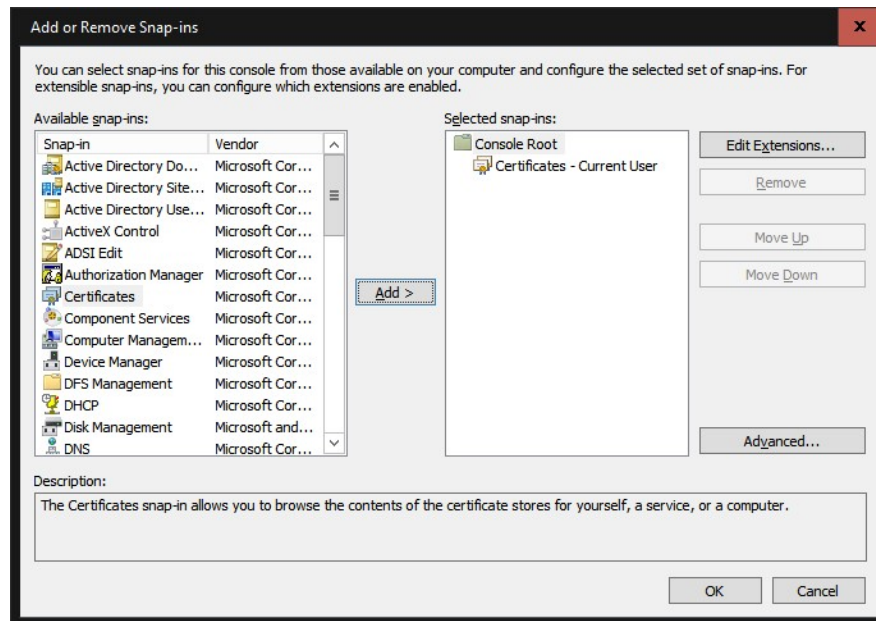 Add or Remove Snap-ins
x
You can select snap-ins for this console from those available on your computer and configure the selected set of snap-ins. For
extensible snap-ins, you can configure which extensions are enabled.
Available snap-ins:
Snap-in Vendor
Active Directory Do... Microsoft Cor...
Active Directory Site... Microsoft Cor...
Active Directory Use... Microsoft Cor...
ActiveX Control Microsoft Cor...
ADSI Edit Microsoft Cor...
Authorization Manager Microsoft Cor...
Certificates Microsoft Cor...
Component Services Microsoft Cor...
Computer Managem... Microsoft Cor...
Device Manager Microsoft Cor...
DFS Management Microsoft Cor...
DHCP Microsoft Cor...
Disk Management Microsoft and...
DNS Microsoft Cor...
Add >
Selected snap-ins:
Console Root
Certificates - Current User
Edit Extensions...
Remove
Move Up
Move Down
Advanced...
Description:
The Certificates snap-in allows you to browse the contents of the certificate stores for yourself, a service, or a computer.
OK Cancel